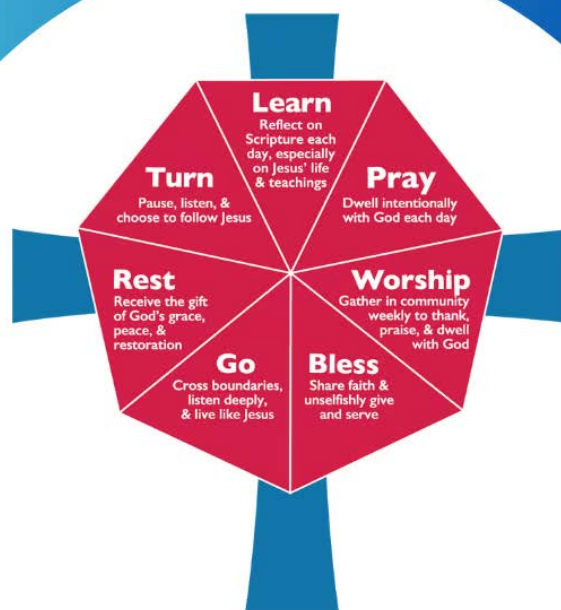 Learn
Reflect on
Scripture each
day, especially
on Jesus' life
& teachings
Pray
Dwell intentionally
with God each day
Worship
Gather in community
weekly to thank,
praise, & dwell
with God
Bless
Share faith &
unselfishly give
and serve
Go
Cross boundaries,
listen deeply,
& live like Jesus
Rest
Receive the gift
of God's grace,
peace, &
restoration
Turn
Pause, listen, &
choose to follow Jesus